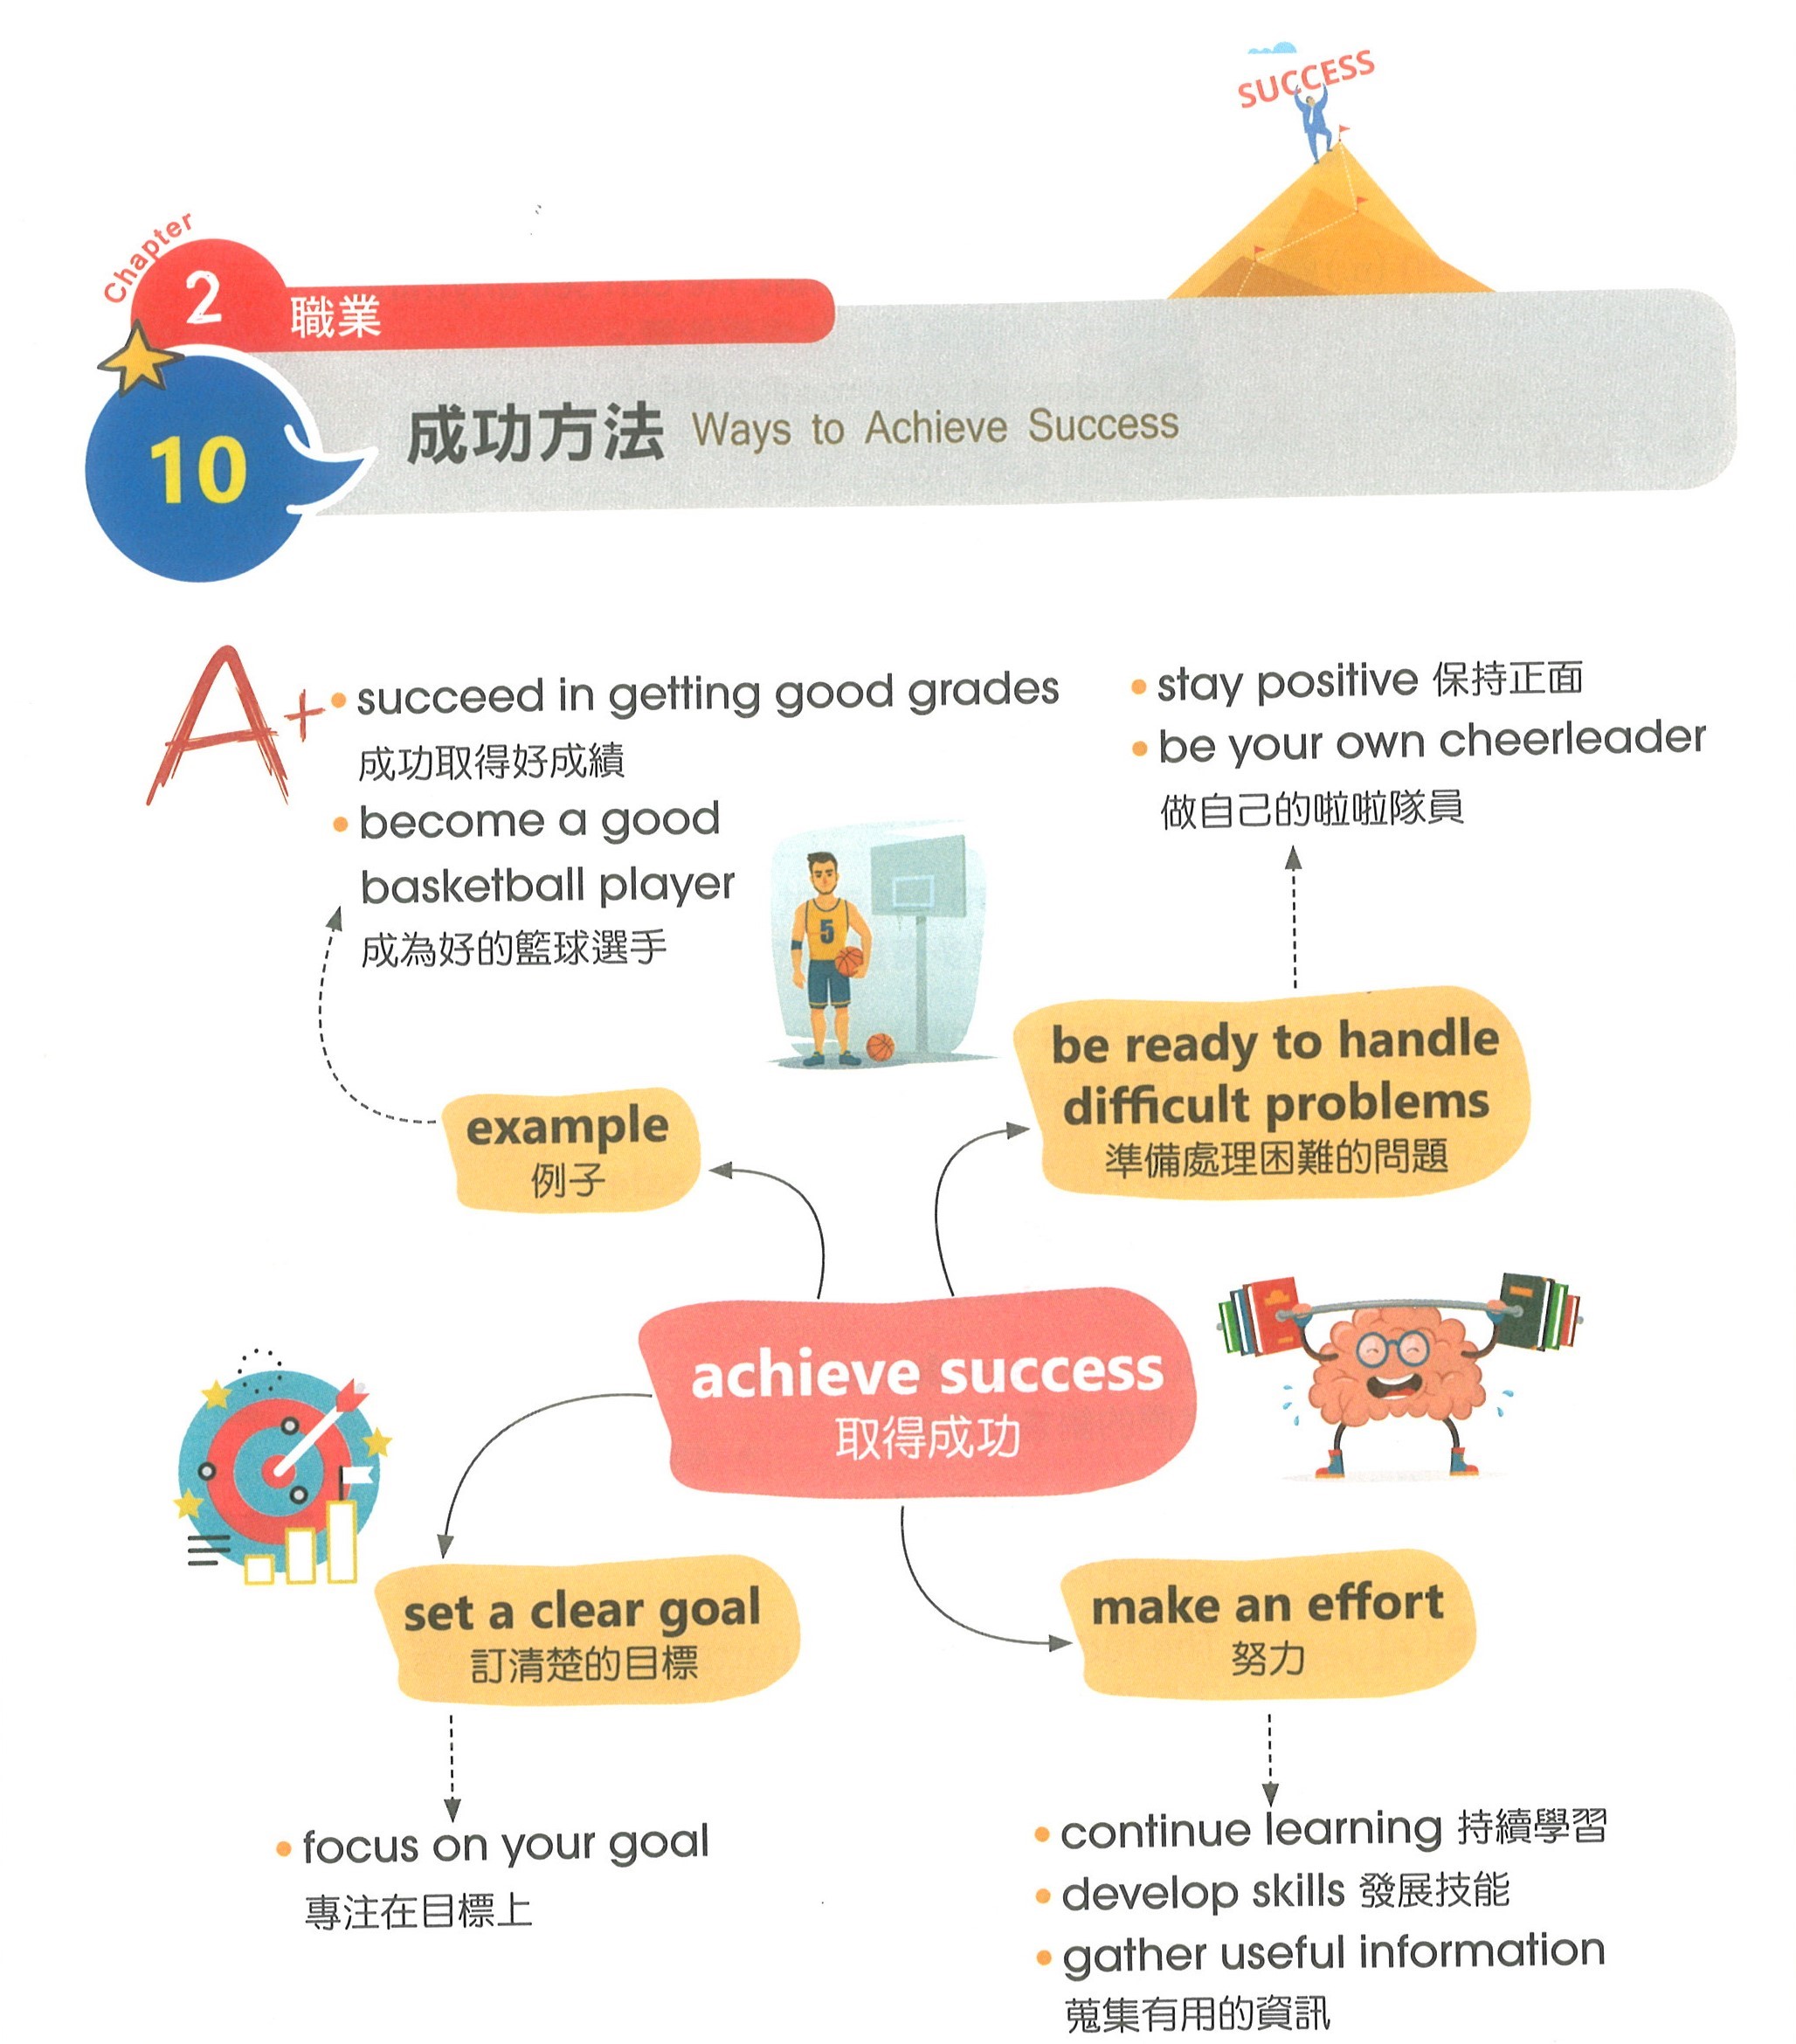 SUCCESS
Chapter
2
職業
10
成功方法 Ways to Achieve Success
A+
succeed in getting good grades
成功取得好成績
become a good
basketball player
成為好的籃球選手
stay positive 保持正面
be your own cheerleader
做自己的啦啦隊員
5
be ready to handle
difficult problems
準備處理困難的問題
example
例子
achieve success
取得成功
set a clear goal
訂清楚的目標
make an effort
努力
focus on your goal
專注在目標上
continue learning 持續學習
develop skills 發展技能
gather useful information
蒐集有用的資訊